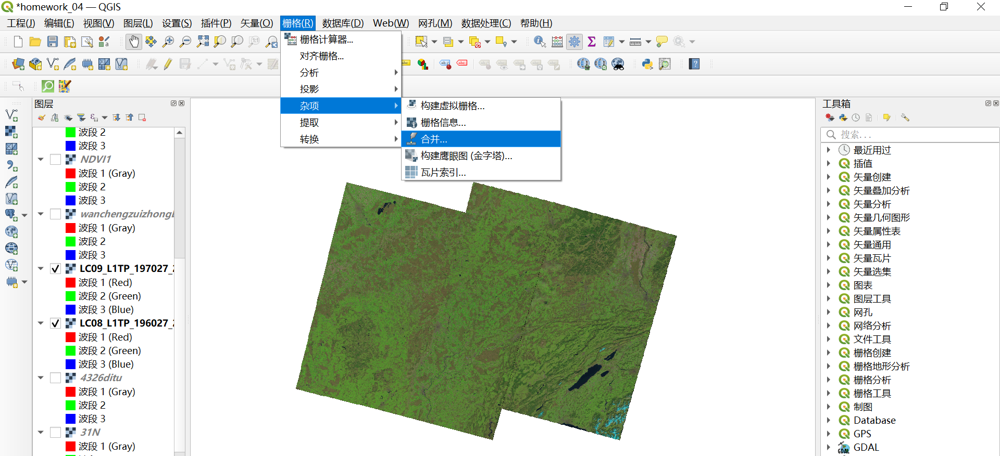 *homework_04 — QGIS
工程(J) 编辑(E) 视图(V) 图层(L) 设置(S) 插件(P) 矢量(O) 栅格(R) 数据库(D) Web(W) 网孔(M) 数据处理(C) 帮助(H)
栅格计算器...
对齐栅格...
分析
投影
杂项
提取
转换
构建虚拟栅格...
栅格信息...
合并...
构建鹰眼图 (金字塔)...
瓦片索引...
图层
波段 2
波段 3
NDVI1
波段 1 (Gray)
波段 2
波段 3
wanchengzuizhong
波段 1 (Gray)
波段 2
波段 3
LC09_L1TP_197027_2
波段 1 (Red)
波段 2 (Green)
波段 3 (Blue)
LC08_L1TP_196027_2
波段 1 (Red)
波段 2 (Green)
波段 3 (Blue)
4326ditu
波段 1 (Gray)
波段 2
波段 3
31N
波段 1 (Gray)
工具箱
搜索...
最近用过
插值
矢量创建
矢量叠加分析
矢量分析
矢量几何图形
矢量属性表
矢量通用
矢量瓦片
矢量选集
图表
图层工具
网孔
网络分析
文件工具
栅格创建
栅格地形分析
栅格分析
栅格工具
制图
Database
GPS
GDAL